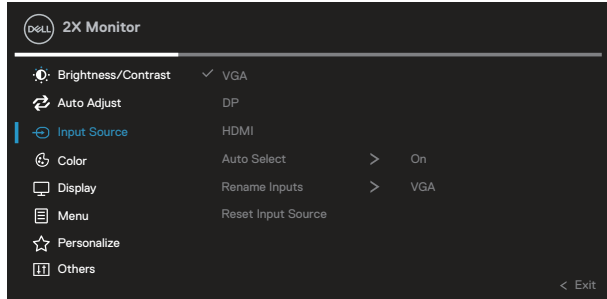 DELL 2X Monitor
Brightness/Contrast ✓ VGA
Auto Adjust DP
Input Source HDMI
Color Auto Select > On
Display Rename Inputs > VGA
Menu Reset Input Source
Personalize
Others
< Exit